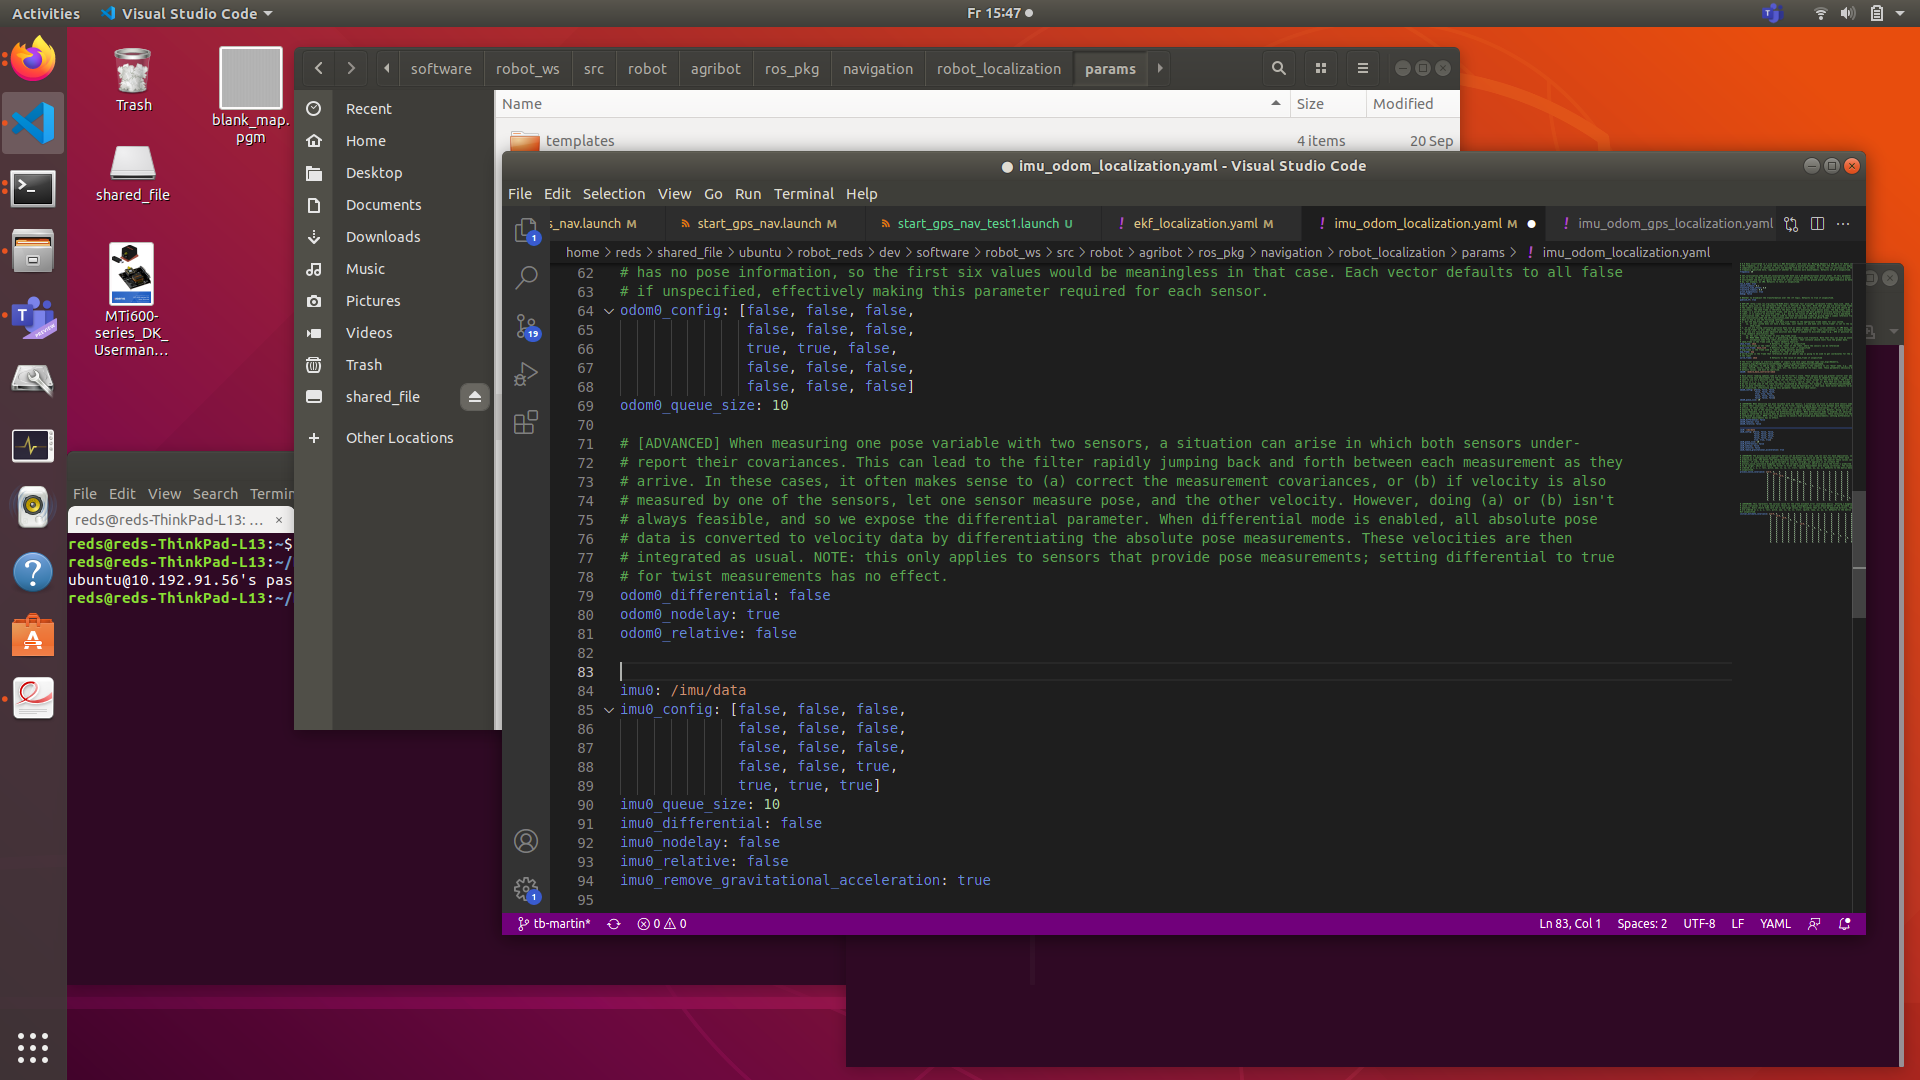 Activities
Visual Studio Code
Fr 15:47
Trash
blank_map.
pgm
shared_file
MTi600-
series_DK_
Userman...
software
robot_ws
src
robot
agribot
ros_pkg
navigation
robot_localization
params
Recent
Home
Desktop
Documents
Downloads
Music
Pictures
Videos
Trash
shared_file
Other Locations
Name
Size
Modified
templates
4 items
20 Sep
File Edit View Search Termin
reds@reds-ThinkPad-L13: ... ×
reds@reds-ThinkPad-L13:~$
reds@reds-ThinkPad-L13:~/
ubuntu@10.192.91.56's pas
reds@reds-ThinkPad-L13:~/
● imu_odom_localization.yaml - Visual Studio Code
File Edit Selection View Go Run Terminal Help
s_nav.launch M
start_gps_nav.launch M
start_gps_nav_test1.launch U
! ekf_localization.yaml M
! imu_odom_localization.yaml M ●
! imu_odom_gps_localization.yaml
home > reds > shared_file > ubuntu > robot_reds > dev > software > robot_ws > src > robot > agribot > ros_pkg > navigation > robot_localization > params > ! imu_odom_localization.yaml
62 # has no pose information, so the first six values would be meaningless in that case. Each vector defaults to all false
63 # if unspecified, effectively making this parameter required for each sensor.
64 odom0_config: [false, false, false,
65 false, false, false,
66 true, true, false,
67 false, false, false,
68 false, false, false]
69 odom0_queue_size: 10
70
71 # [ADVANCED] When measuring one pose variable with two sensors, a situation can arise in which both sensors under-
72 # report their covariances. This can lead to the filter rapidly jumping back and forth between each measurement as they
73 # arrive. In these cases, it often makes sense to (a) correct the measurement covariances, or (b) if velocity is also
74 # measured by one of the sensors, let one sensor measure pose, and the other velocity. However, doing (a) or (b) isn't
75 # always feasible, and so we expose the differential parameter. When differential mode is enabled, all absolute pose
76 # data is converted to velocity data by differentiating the absolute pose measurements. These velocities are then
77 # integrated as usual. NOTE: this only applies to sensors that provide pose measurements; setting differential to true
78 # for twist measurements has no effect.
79 odom0_differential: false
80 odom0_nodelay: true
81 odom0_relative: false
82
83
84 imu0: /imu/data
85 imu0_config: [false, false, false,
86 false, false, false,
87 false, false, false,
88 false, false, true,
89 true, true, true]
90 imu0_queue_size: 10
91 imu0_differential: false
92 imu0_nodelay: false
93 imu0_relative: false
94 imu0_remove_gravitational_acceleration: true
95
1
19
1
tb-martin*
0
0
Ln 83, Col 1
Spaces: 2
UTF-8
LF
YAML